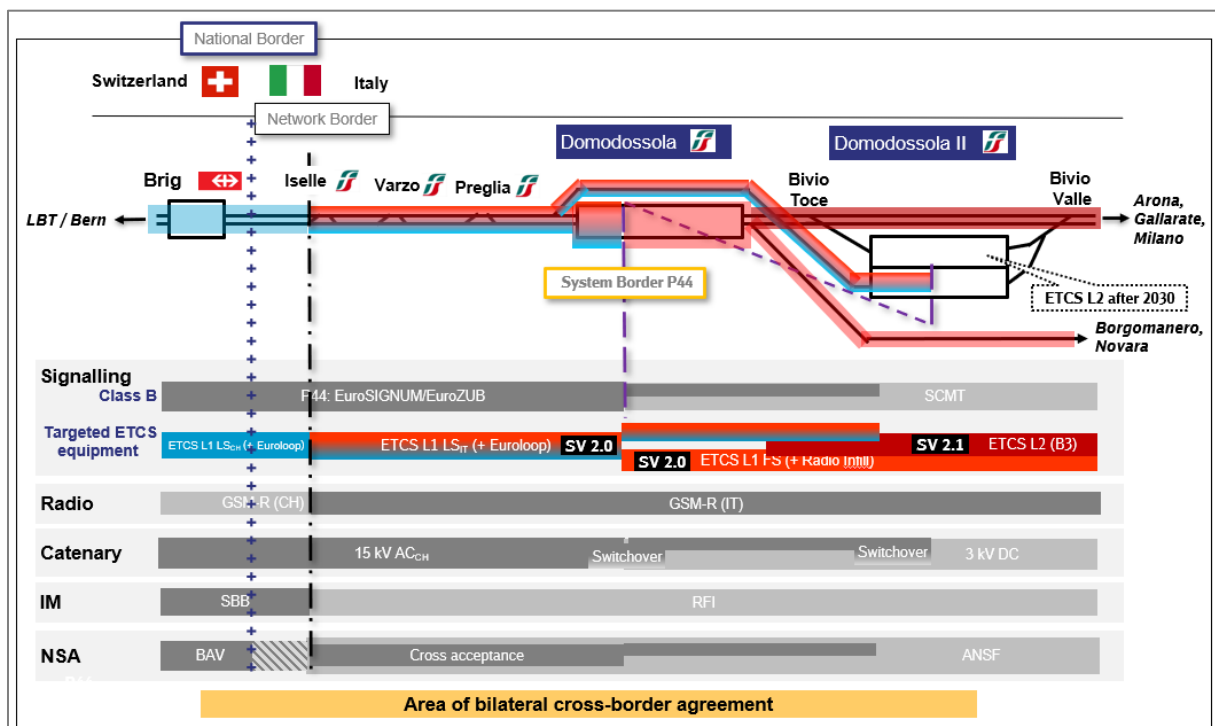 National Border
Switzerland
Italy
Network Border
Domodossola
Domodossola II
Brig
Iselle
Varzo
Preglia
Bivio
Toce
Bivio
Valle
LBT / Bern
Arona,
Gallarate,
Milano
System Border P44
ETCS L2 after 2030
Borgomanero,
Novara
Signalling
Class B
P44: EuroSIGNUM/EuroZUB
SCMT
Targeted ETCS
equipment
ETCS L1 LSCH (+ Euroloop)
ETCS L1 LSIT (+ Euroloop)
SV 2.0
SV 2.0
ETCS L1 FS (+ Radio Infill)
SV 2.1
ETCS L2 (B3)
Radio
GSM-R (CH)
GSM-R (IT)
Catenary
15 kV ACCH
Switchover
Switchover
3 kV DC
IM
SBB
RFI
NSA
BAV
Cross acceptance
ANSF
Area of bilateral cross-border agreement